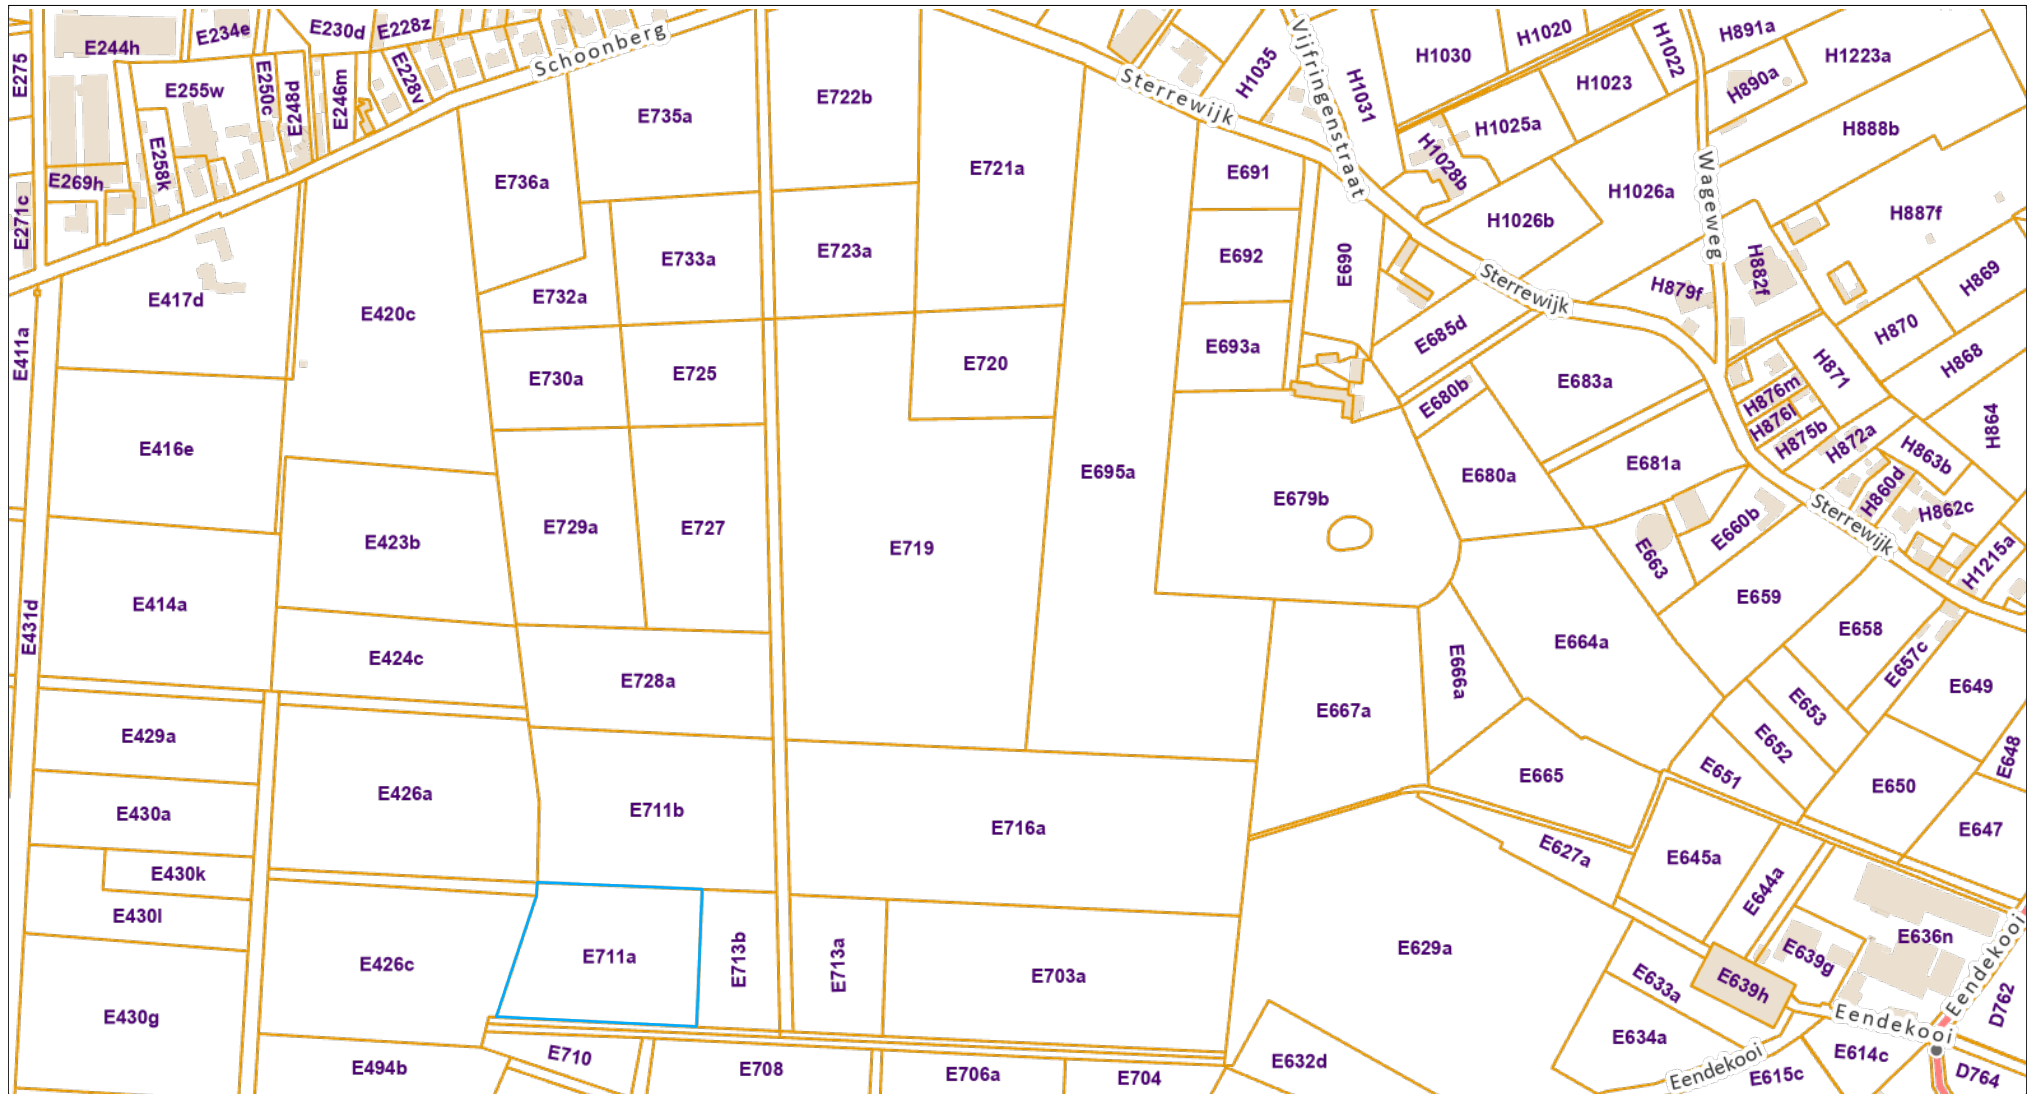 E244h
E234e
E230d
E228z
E275
E255w
E250c
E248d
E246m
E228v
Schoonberg
E258k
E269h
E271c
E735a
E722b
E736a
E721a
E733a
E723a
E732a
E417d
E420c
E411a
E730a
E725
E720
E416e
E423b
E729a
E727
E719
E695a
E414a
E431d
E424c
E728a
E429a
E426a
E711b
E430a
E716a
E430k
E430l
E426c
E711a
E713b
E713a
E703a
E430g
E494b
E710
E708
E706a
E704
Sterrewijk
H1035
Vijfringenstraat
H1031
H1030
H1020
H1022
H891a
H1223a
H890a
H1023
H1025a
H1028b
H888b
Wageweg
E691
E692
E690
E693a
H1026a
H1026b
H887f
H882f
H879f
H869
H870
H868
Sterrewijk
E685d
E680b
E683a
H871
H876m
H876l
H875b
H872a
H864
H863b
H860d
H862c
E681a
E680a
E679b
E660b
E663
Sterrewijk
H1215a
E659
E658
E657c
E664a
E666a
E667a
E653
E652
E649
E648
E651
E650
E665
E647
E627a
E645a
E644a
E636n
E639g
E639h
E629a
E633a
E634a
E632d
Eendekooi
Eendekooi
Eendekooi
D762
E614c
E615c
D764